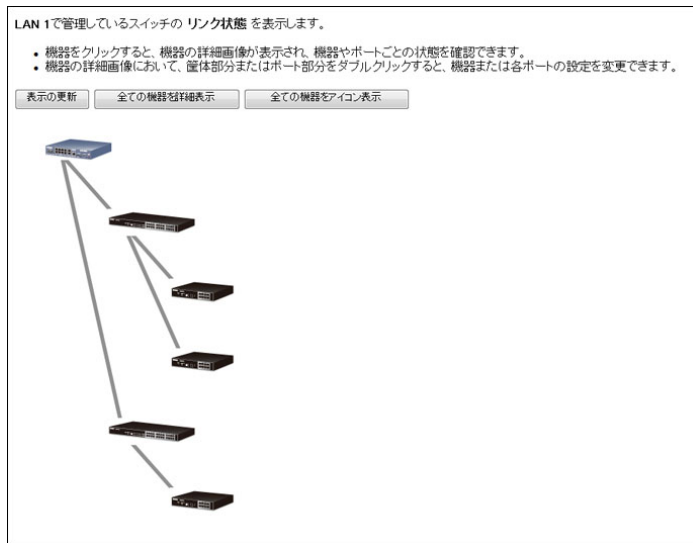 LAN 1で管理しているスイッチの リンク状態 を表示します。
• 機器をクリックすると、機器の詳細画像が表示され、機器やポートごとの状態を確認できます。
• 機器の詳細画像において、筐体部分またはポート部分をダブルクリックすると、機器または各ポートの設定を変更できます。
表示の更新 全ての機器を詳細表示 全ての機器をアイコン表示